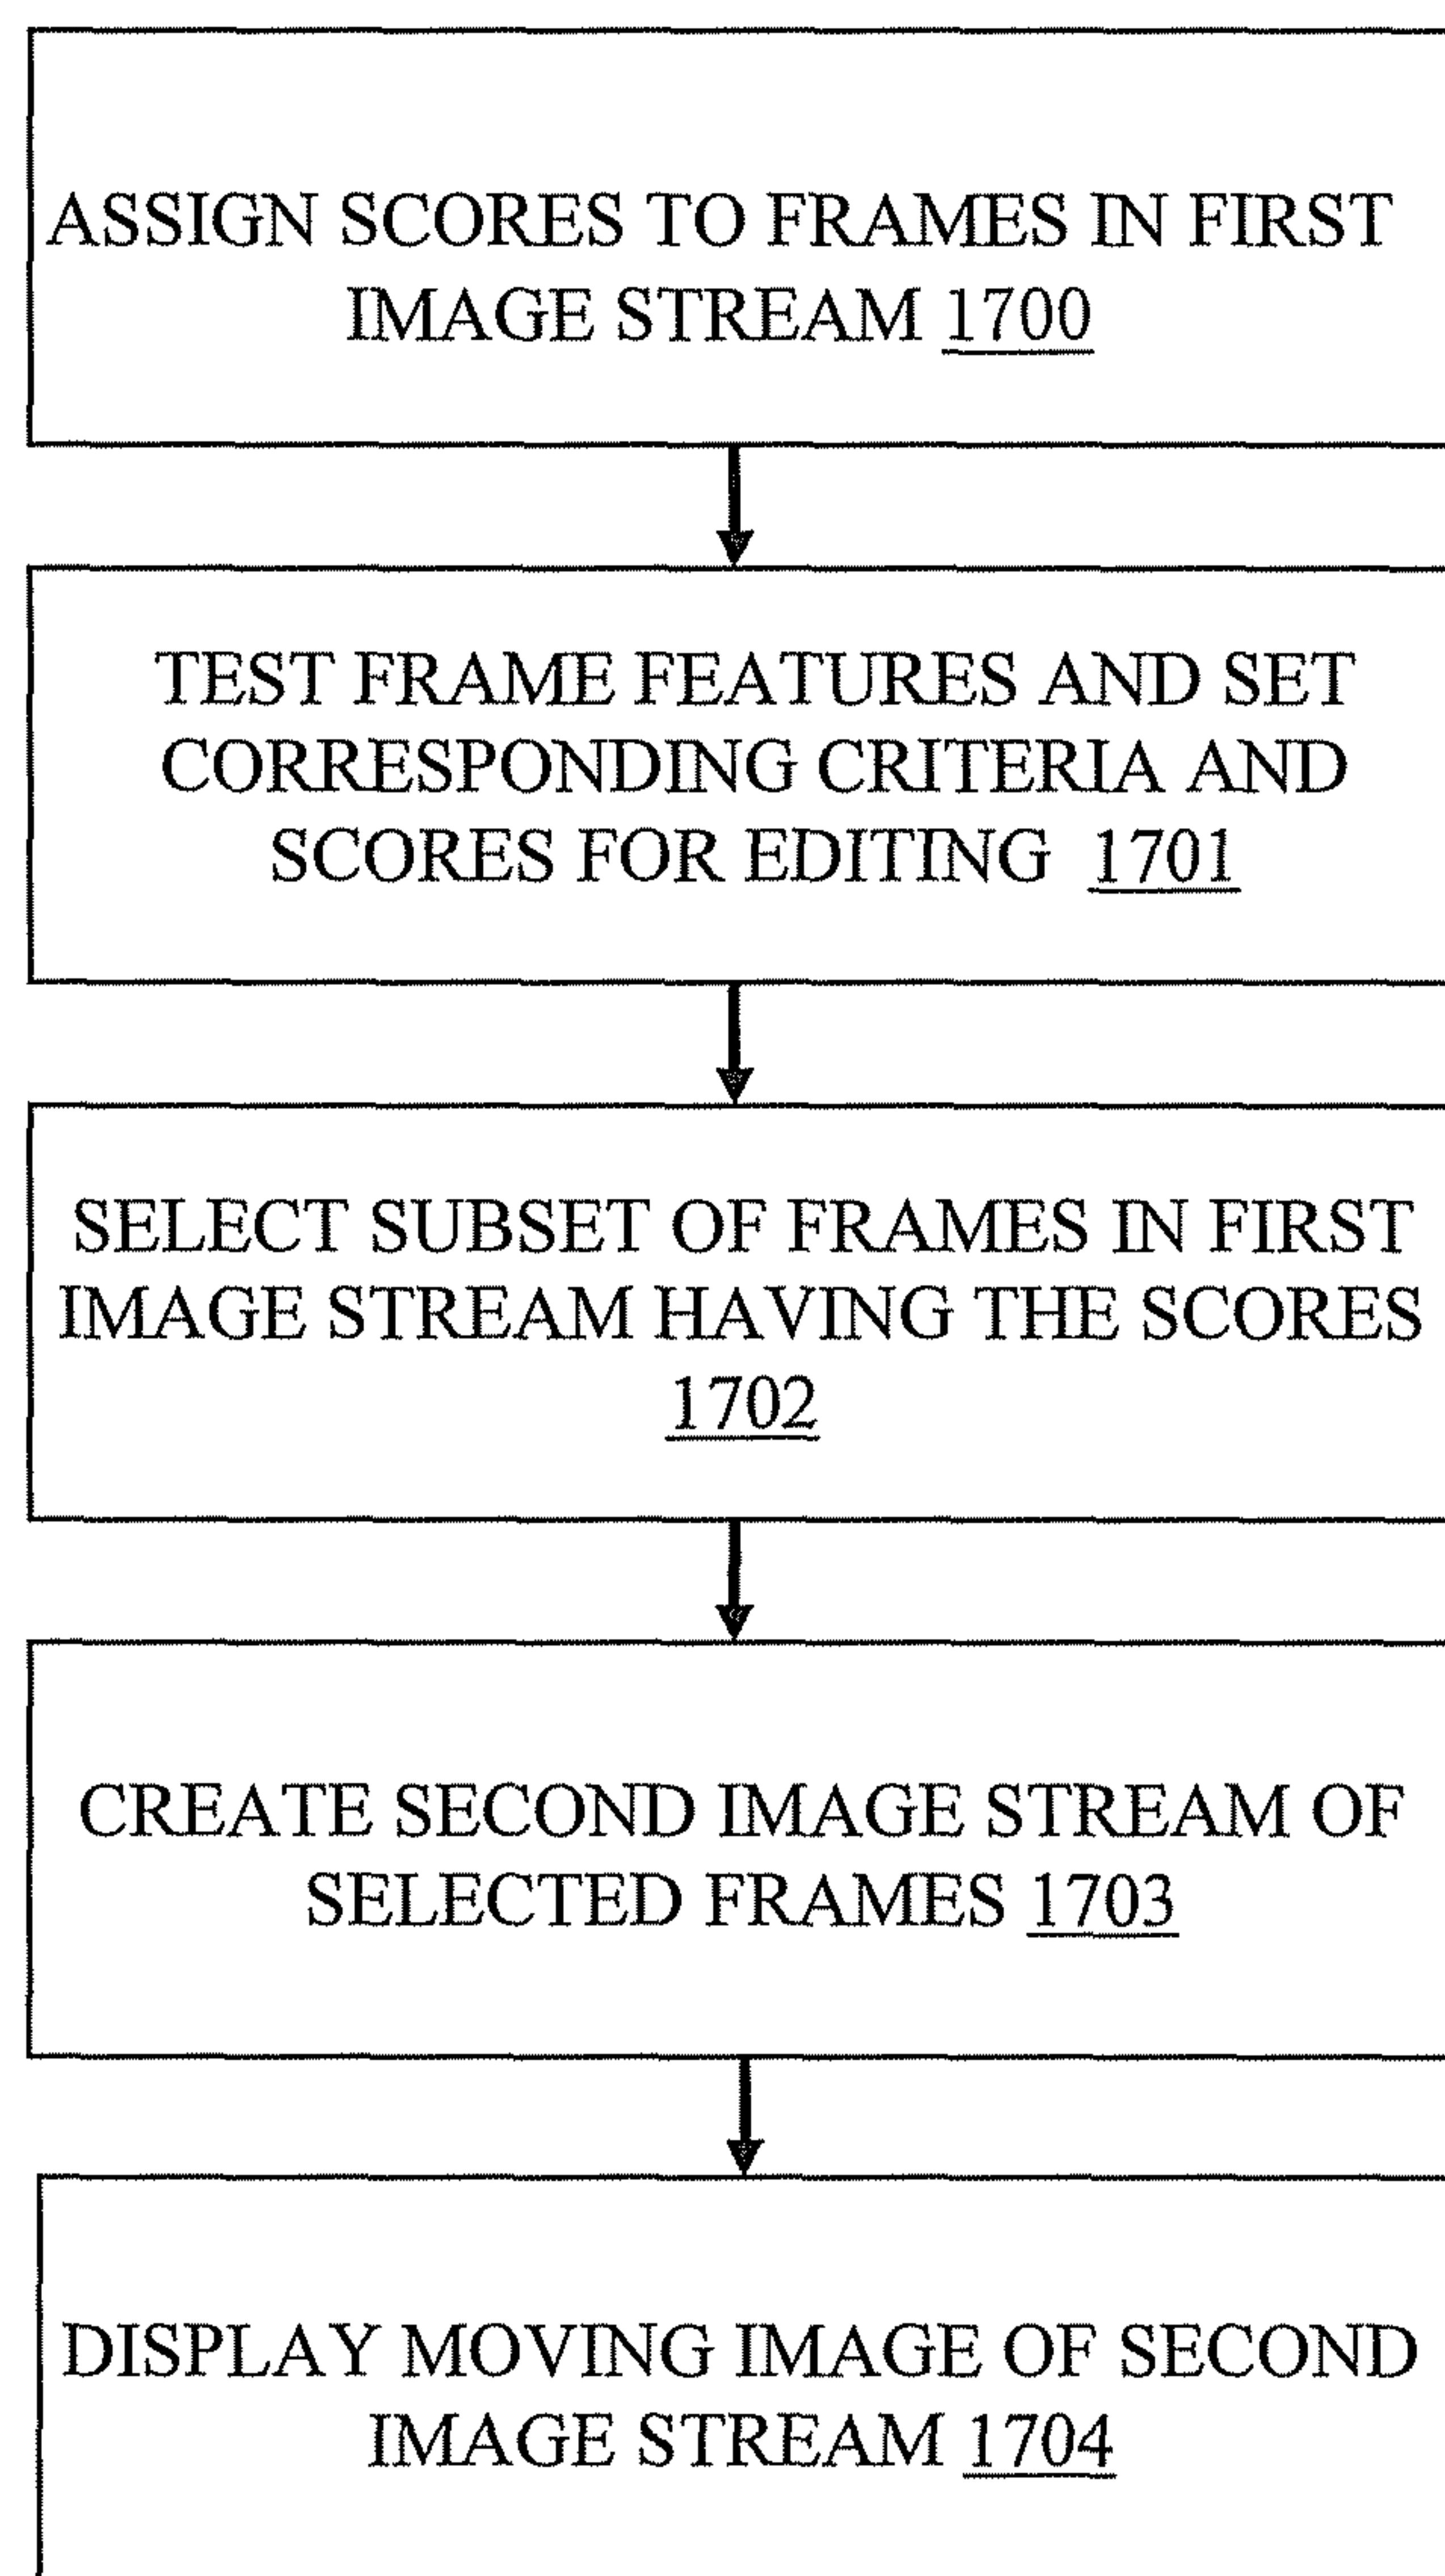 ASSIGN SCORES TO FRAMES IN FIRST
IMAGE STREAM 1700
TEST FRAME FEATURES AND SET
CORRESPONDING CRITERIA AND
SCORES FOR EDITING 1701
SELECT SUBSET OF FRAMES IN FIRST
IMAGE STREAM HAVING THE SCORES
1702
CREATE SECOND IMAGE STREAM OF
SELECTED FRAMES 1703
DISPLAY MOVING IMAGE OF SECOND
IMAGE STREAM 1704